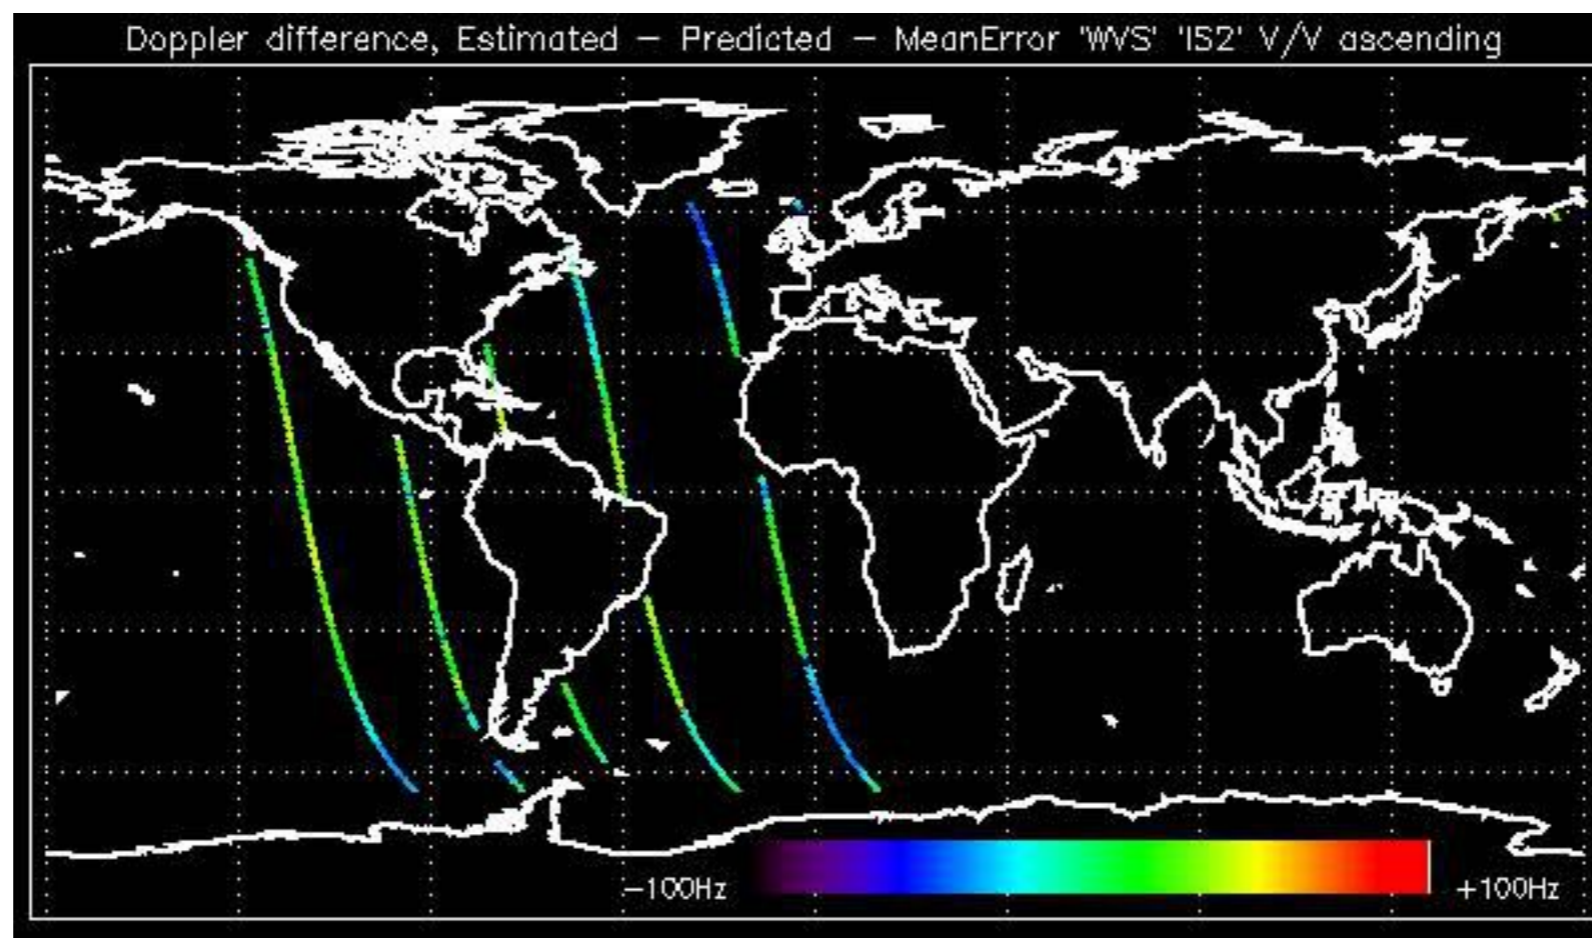 Doppler difference, Estimated – Predicted – MeanError 'WVS' 'IS2' V/V ascending
−100Hz
+100Hz